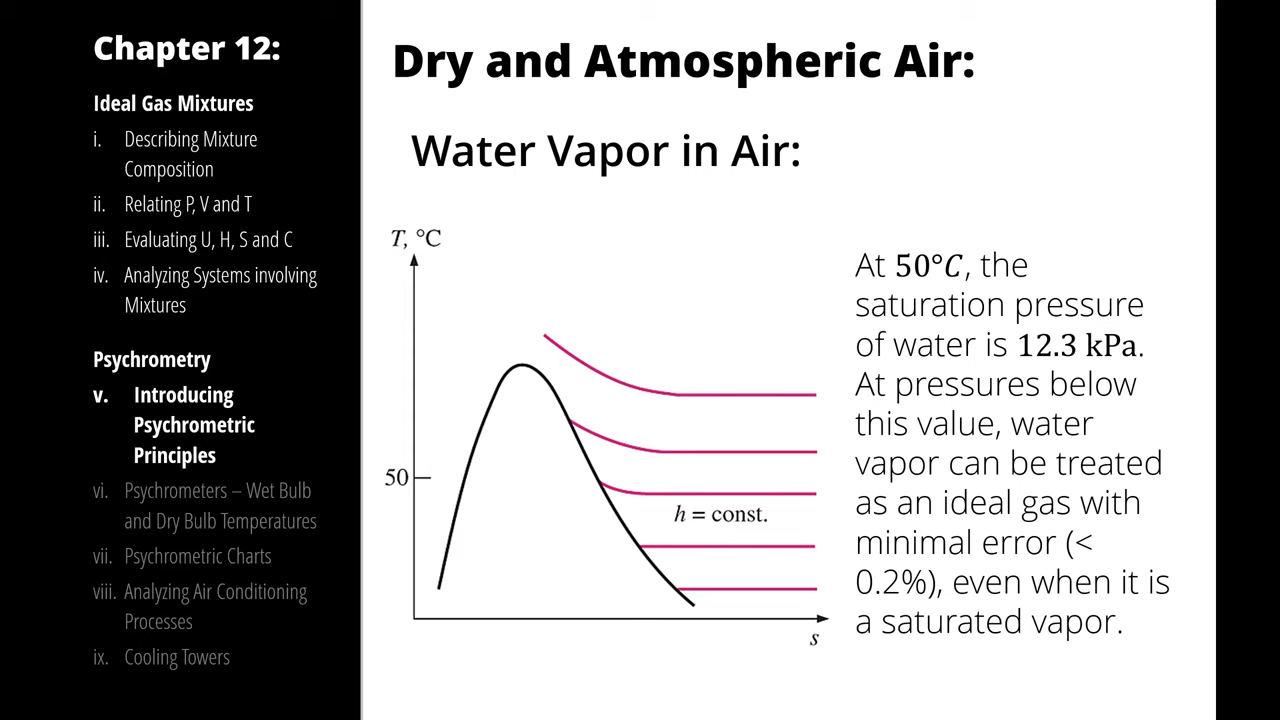 Chapter 12:
Ideal Gas Mixtures
i. Describing Mixture
Composition
ii. Relating P, V and T
iii. Evaluating U, H, S and C
iv. Analyzing Systems involving
Mixtures
Psychrometry
v. Introducing
Psychrometric
Principles
vi. Psychrometers – Wet Bulb
and Dry Bulb Temperatures
vii. Psychrometric Charts
viii. Analyzing Air Conditioning
Processes
ix. Cooling Towers
Dry and Atmospheric Air:
Water Vapor in Air:
T, °C
50
h = const.
s
At 50°C, the
saturation pressure
of water is 12.3 kPa.
At pressures below
this value, water
vapor can be treated
as an ideal gas with
minimal error (<
0.2%), even when it is
a saturated vapor.